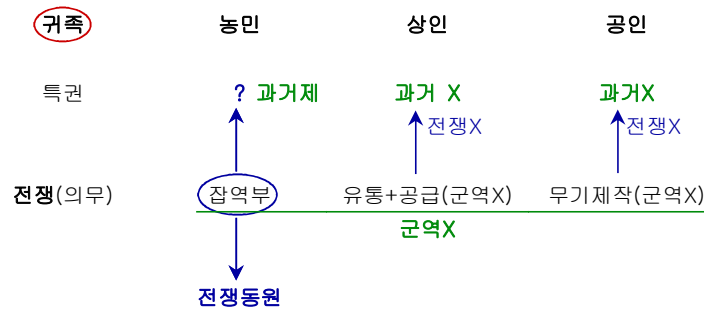 귀족 농민 상인 공인
특권 ? 과거제 과거 X 과거X
전쟁X 전쟁X
전쟁(의무) 잡역부 유통+공급(군역X) 무기제작(군역X)
군역X
전쟁동원